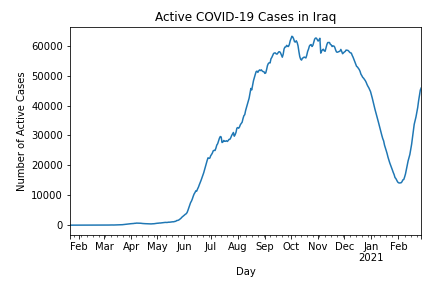 Active COVID-19 Cases in Iraq
Number of Active Cases
60000
50000
40000
30000
20000
10000
0
Feb Mar Apr May Jun Jul Aug Sep Oct Nov Dec Jan Feb
2021
Day